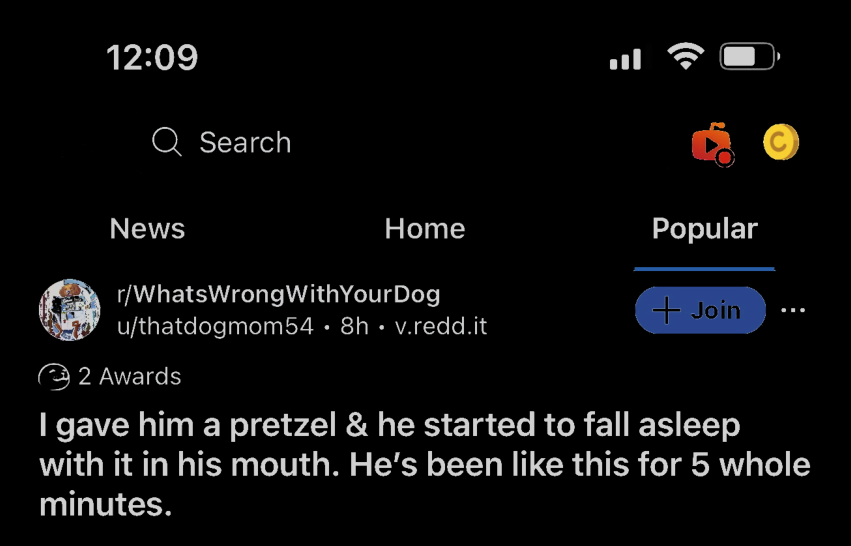 12:09
Search
News Home Popular
r/WhatsWrongWithYourDog
u/thatdogmom54 • 8h • v.redd.it
+ Join ...
2 Awards
I gave him a pretzel & he started to fall asleep
with it in his mouth. He’s been like this for 5 whole
minutes.